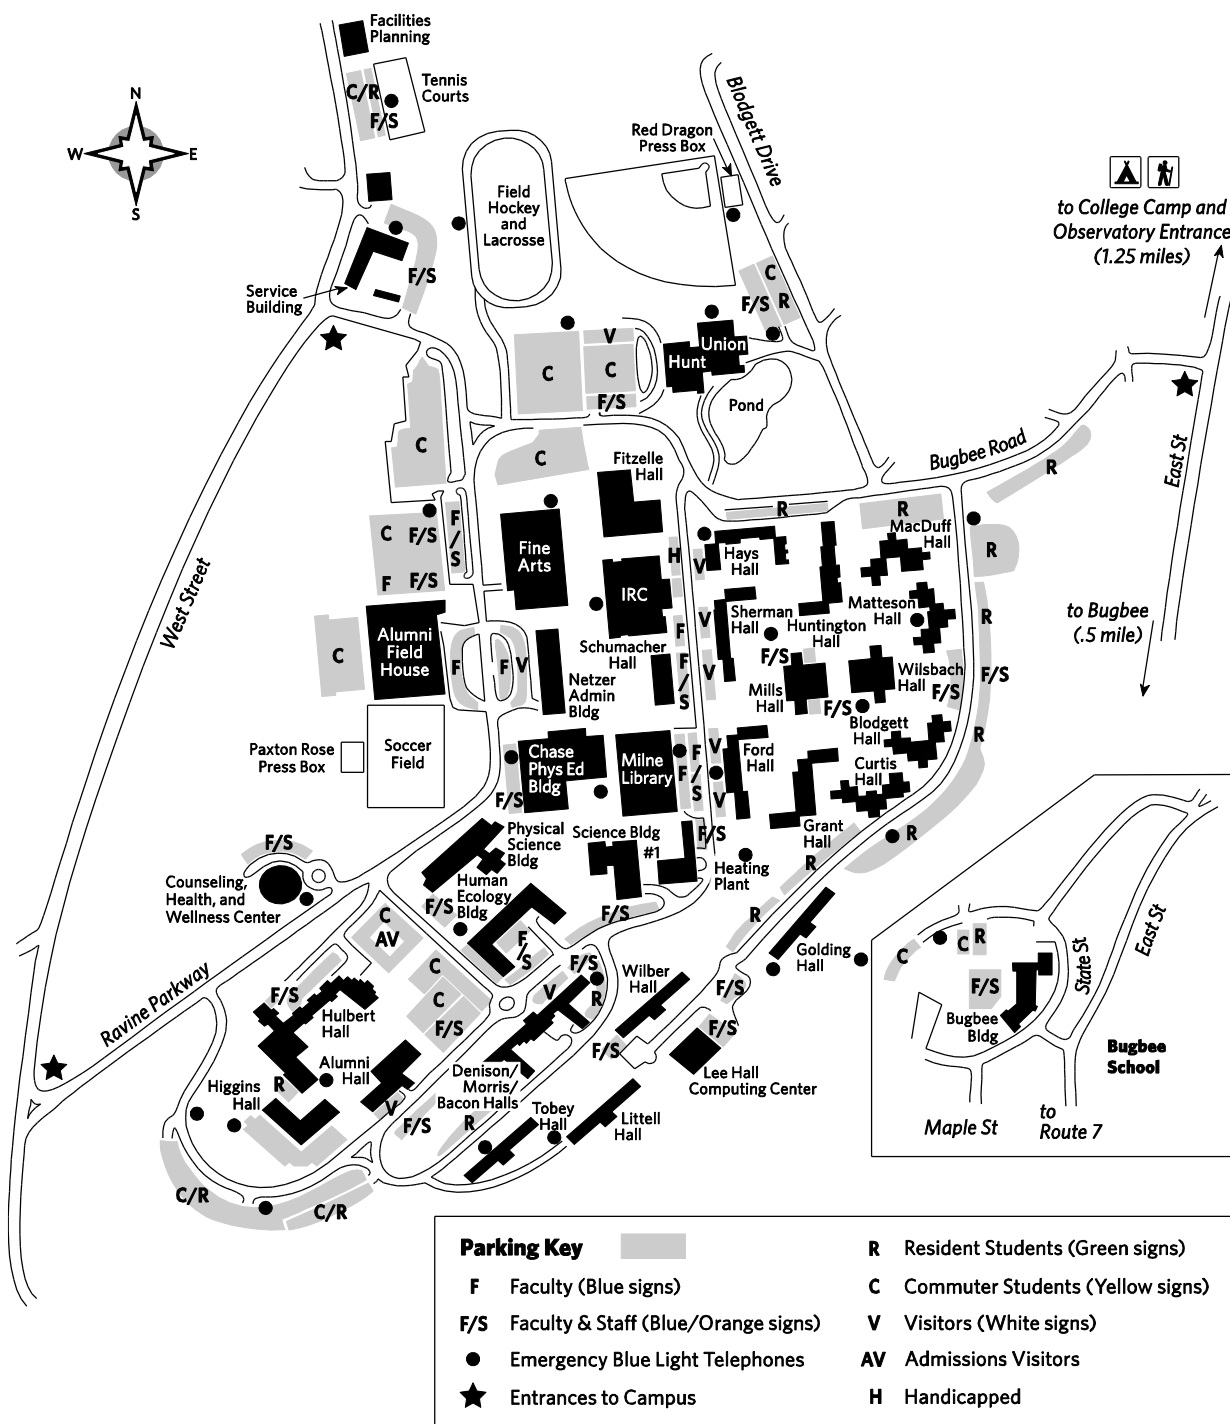 Facilities
Planning
C/R
F/S
Tennis
Courts
N
W
E
S
Blodgett Drive
Red Dragon
Press Box
Field
Hockey
and
Lacrosse
to College Camp and
Observatory Entrance
(1.25 miles)
F/S
Service
Building
C
F/S
R
V
C
C
F/S
Hunt
Union
Pond
C
C
Fitzelle
Hall
Bugbee Road
R
East St
F
/
S
C
F/S
F
F/S
Fine
Arts
R
R
MacDuff
Hall
R
H
V
Hays
Hall
IRC
West Street
C
Alumni
Field
House
F
F
V
Schumacher
Hall
F
V
Sherman
Hall
Huntington
Hall
Matteson
Hall
R
to Bugbee
(.5 mile)
Netzer
Admin
Bldg
F
/
S
V
F/S
Mills
Hall
F/S
Wilsbach
Hall
F/S
F/S
Blodgett
Hall
R
Paxton Rose
Press Box
Soccer
Field
Chase
Phys Ed
Bldg
F/S
Milne
Library
F
F
/
S
V
V
Ford
Hall
Curtis
Hall
Grant
Hall
R
R
F/S
Counseling,
Health, and
Wellness Center
Physical
Science
Bldg
Science Bldg
#1
F/S
Heating
Plant
Human
Ecology
Bldg
F/S
F/S
R
C
AV
C
C
F/S
F
/
S
F/S
V
R
Wilber
Hall
Golding
Hall
F/S
F/S
F/S
Ravine Parkway
F/S
Hulbert
Hall
Alumni
Hall
R
Higgins
Hall
V
F/S
Denison/
Morris/
Bacon Halls
R
Tobey
Hall
Littell
Hall
Lee Hall
Computing Center
C/R
C/R
C
C
R
F/S
Bugbee
Bldg
State St
East St
Bugbee
School
Maple St
to
Route 7
Parking Key
F Faculty (Blue signs)
F/S Faculty & Staff (Blue/Orange signs)
Emergency Blue Light Telephones
Entrances to Campus
R Resident Students (Green signs)
C Commuter Students (Yellow signs)
V Visitors (White signs)
AV Admissions Visitors
H Handicapped